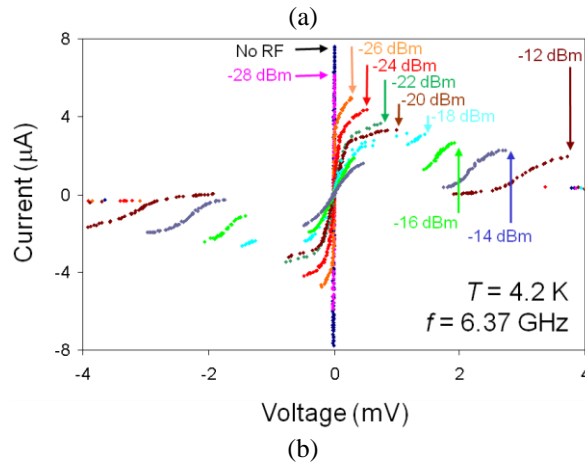 (a)
8
No RF
-26 dBm
-24 dBm
-12 dBm
-28 dBm
-22 dBm
-20 dBm
-18 dBm
4
Current (μA)
0
-16 dBm
-14 dBm
-4
T = 4.2 K
f = 6.37 GHz
-8
-4 -2 0 2 4
Voltage (mV)
(b)